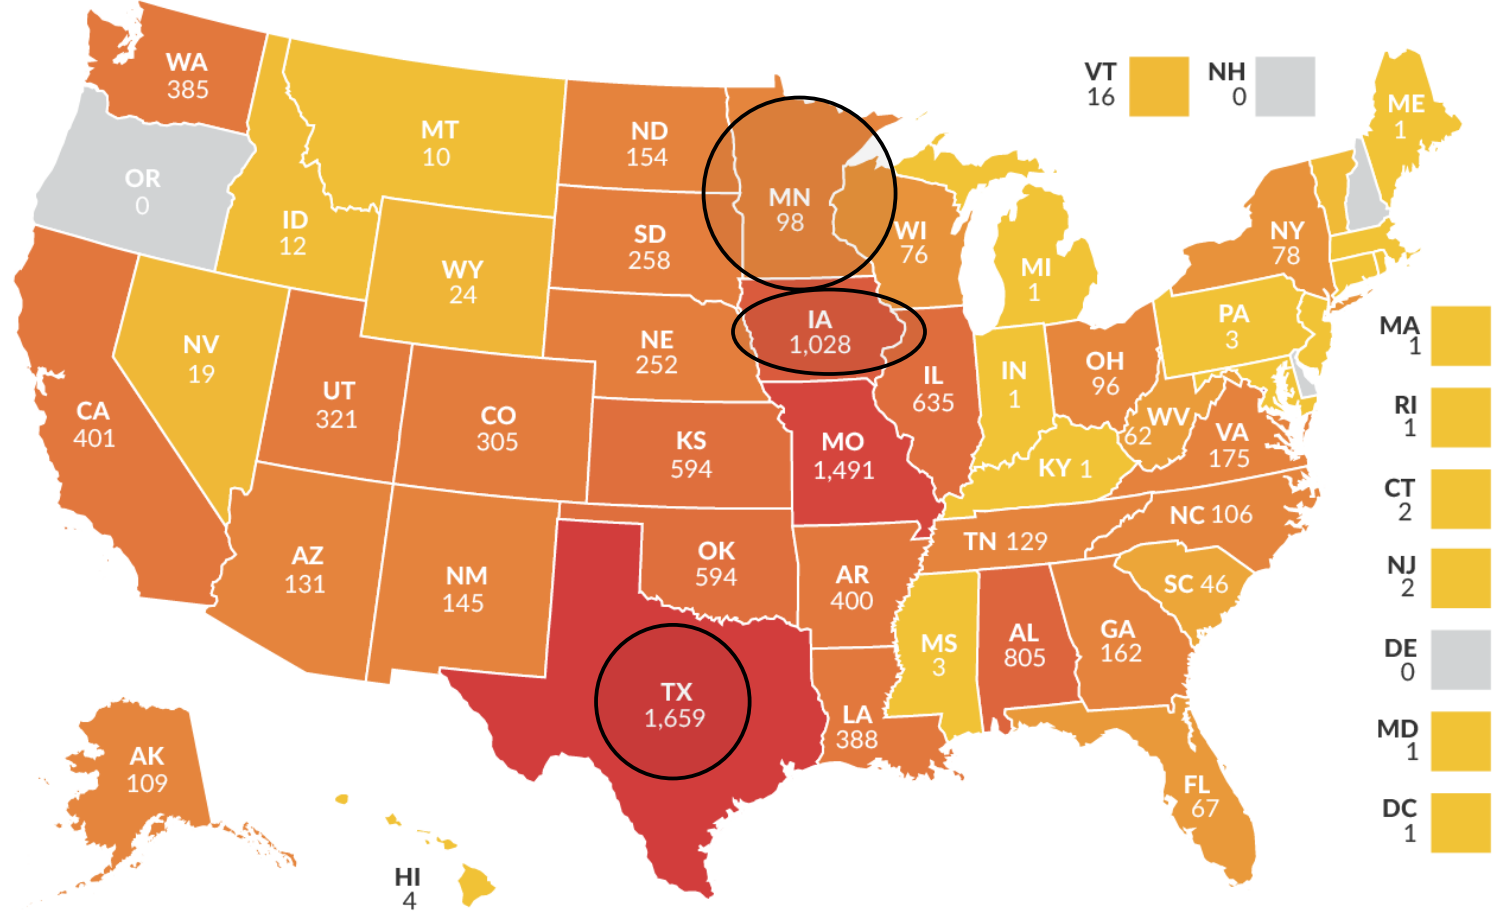 WA
385
VT
16
NH
0
ME
1
MT
10
ND
154
OR
0
ID
12
MN
98
WI
76
NY
78
SD
258
WY
24
MI
1
PA
3
MA
1
NV
19
NE
252
IA
1,028
IL
635
IN
1
OH
96
UT
321
CO
305
CA
401
RI
1
WV
62
VA
175
KS
594
MO
1,491
KY 1
CT
2
NC 106
TN 129
AZ
131
NM
145
OK
594
AR
400
SC 46
NJ
2
MS
3
AL
805
GA
162
DE
0
TX
1,659
LA
388
MD
1
AK
109
FL
67
DC
1
HI
4